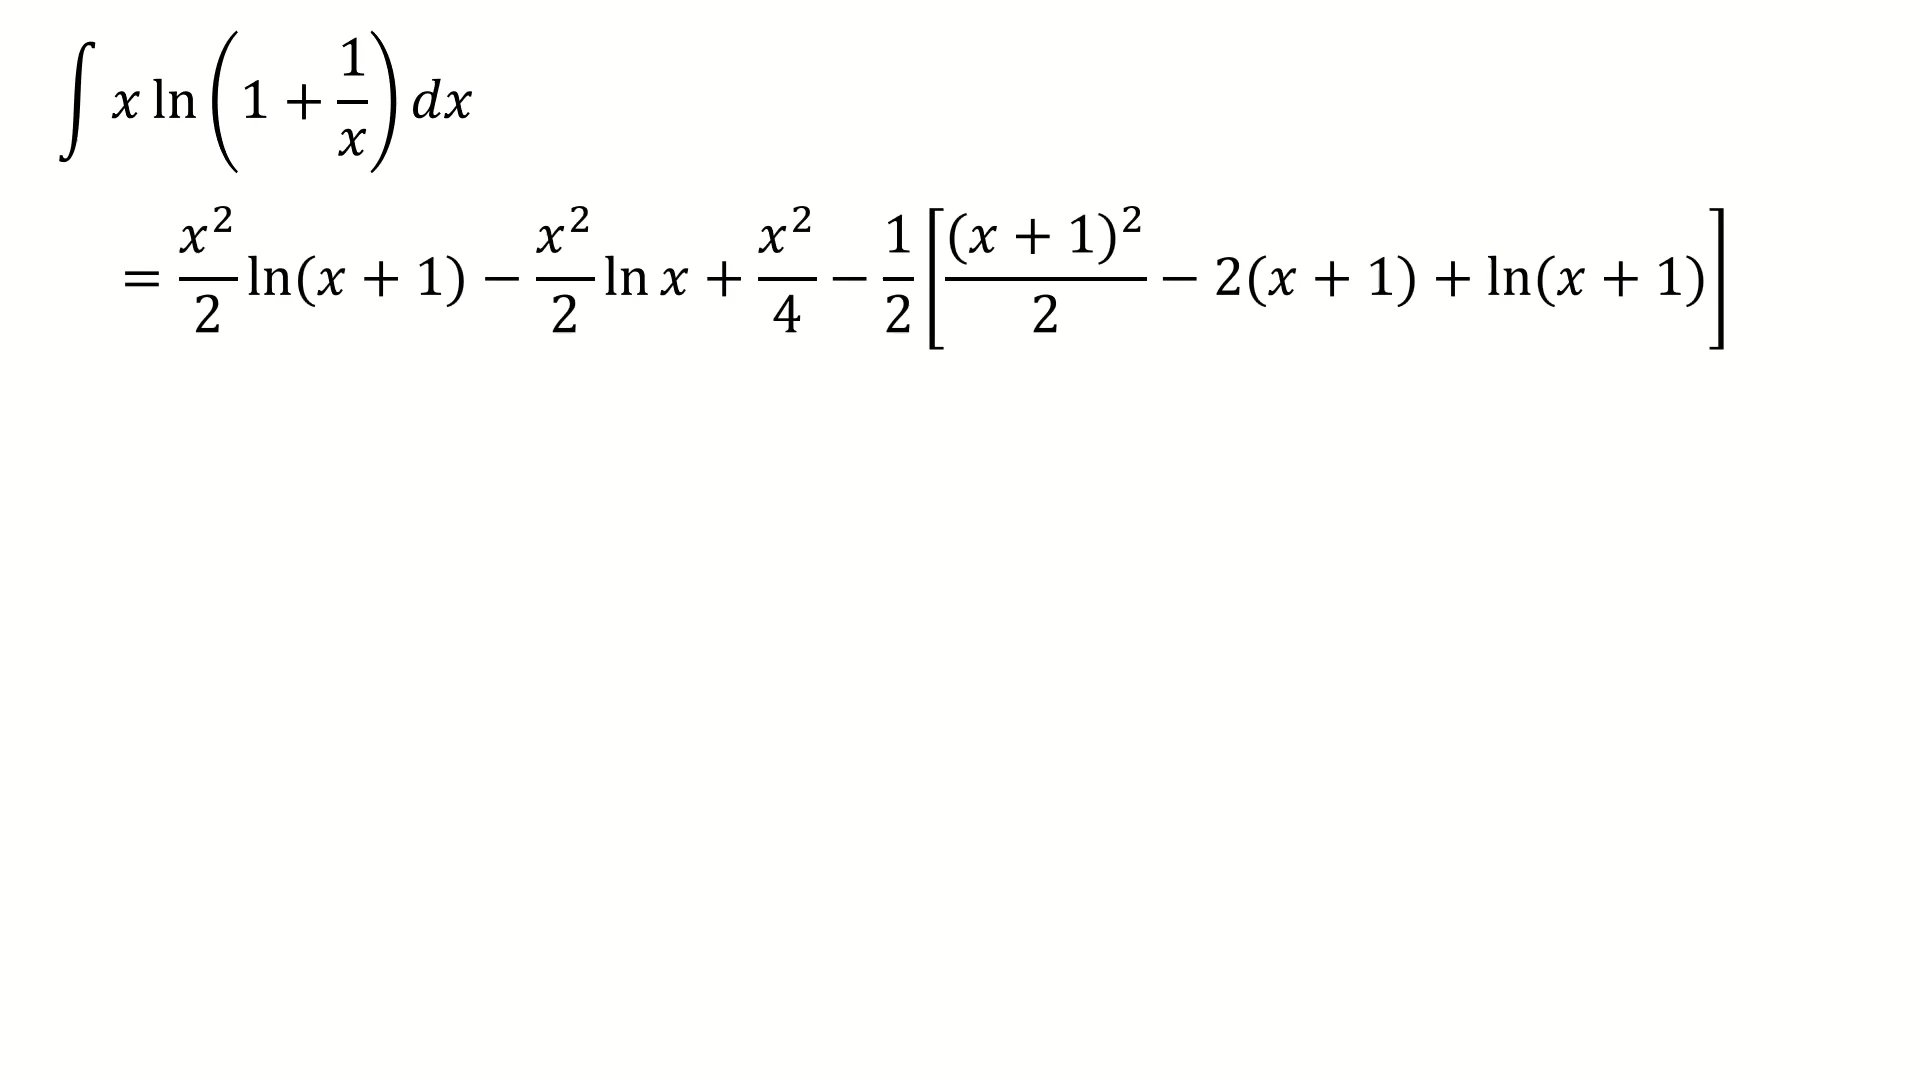 ∫ x ln(1 + 1/x) dx
= x²/2 ln(x + 1) − x²/2 ln x + x²/4 − 1/2 [(x + 1)²/2 − 2(x + 1) + ln(x + 1)]